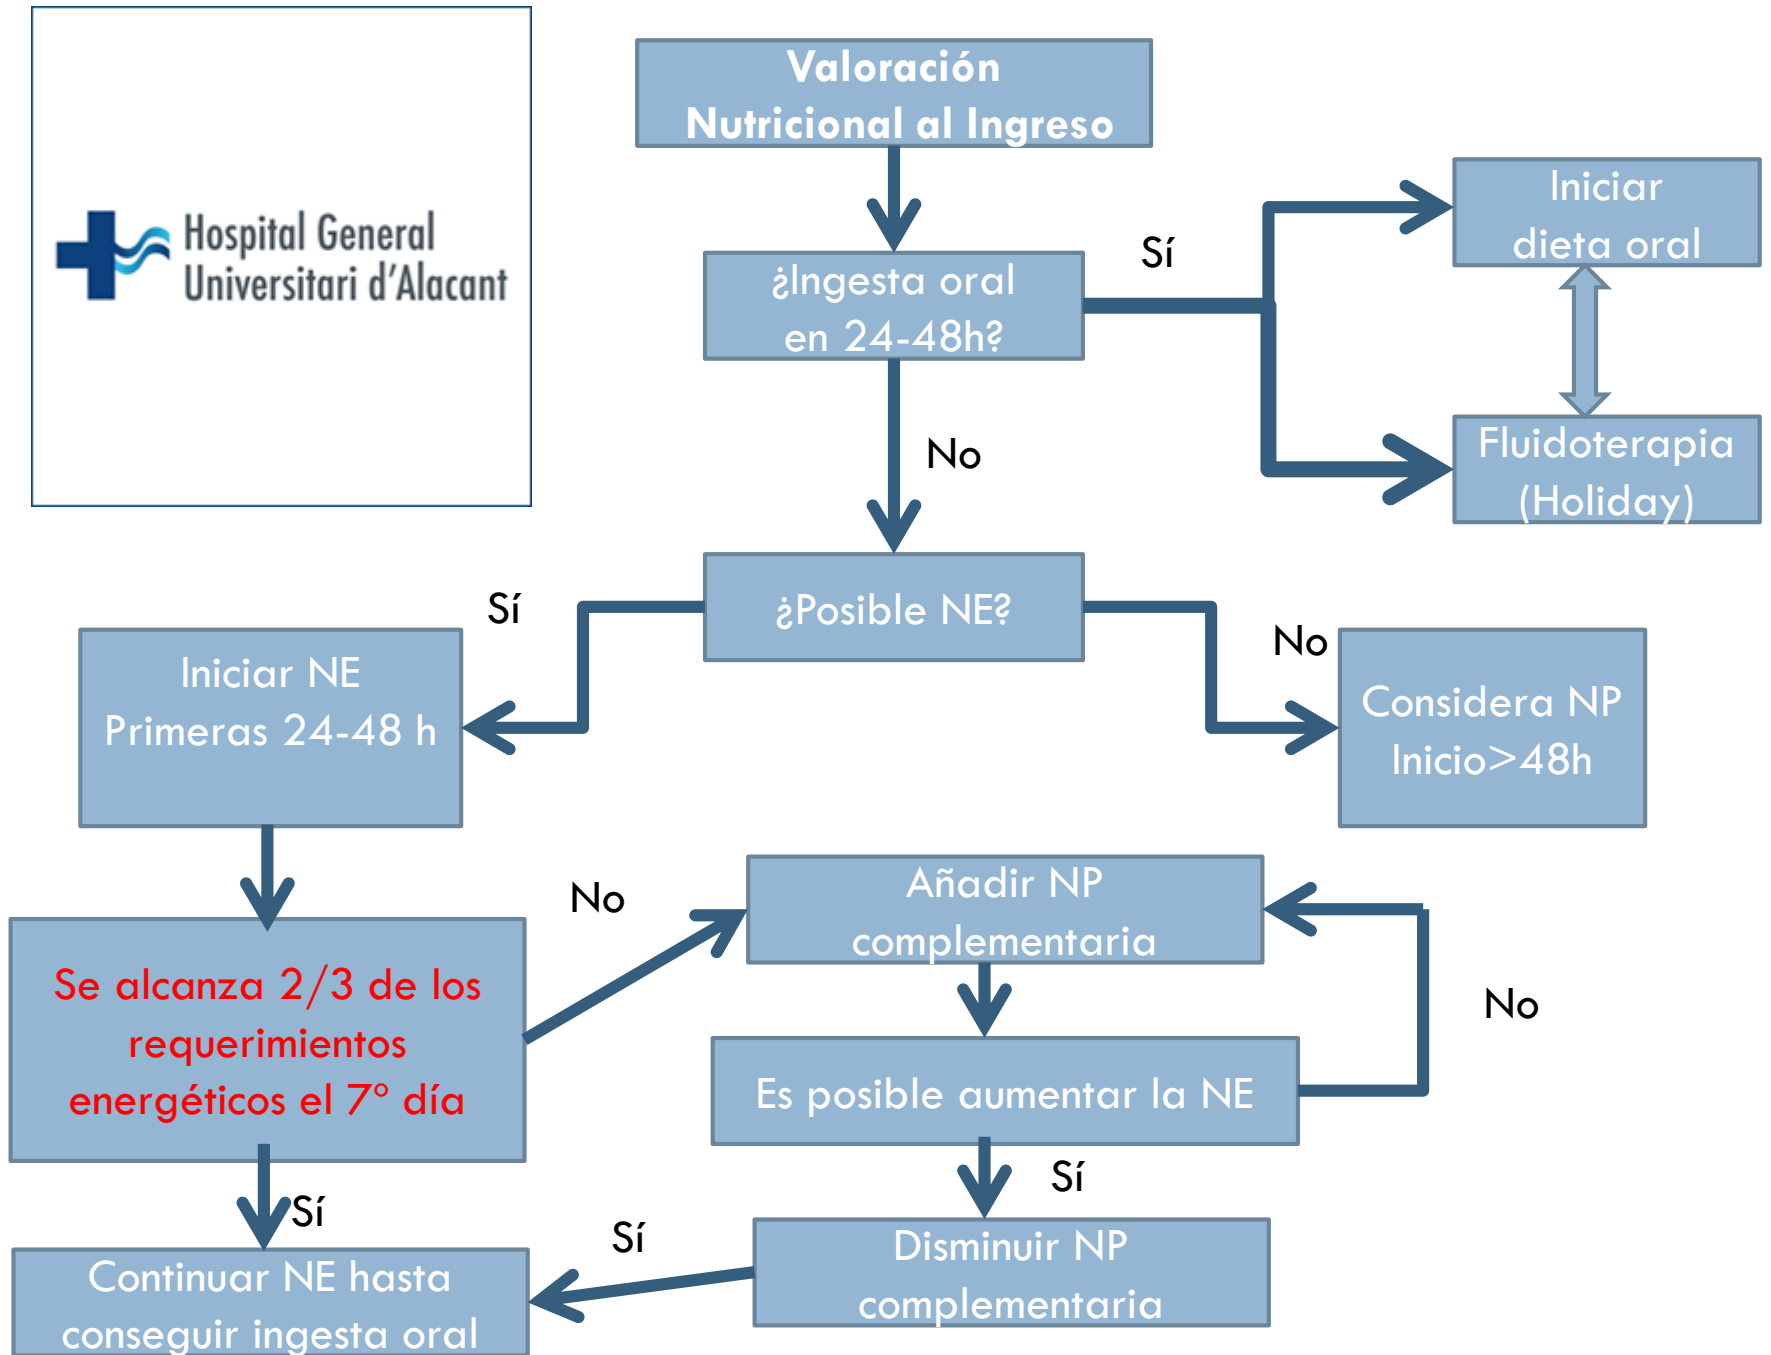 Valoración
Nutricional al Ingreso
Hospital General
Universitari d'Alacant
¿Ingesta oral
en 24-48h?
Sí
Iniciar
dieta oral
Fluidoterapia
(Holiday)
No
¿Posible NE?
Sí
No
Iniciar NE
Primeras 24-48 h
Considera NP
Inicio>48h
Se alcanza 2/3 de los
requerimientos
energéticos el 7º día
No
Añadir NP
complementaria
No
Es posible aumentar la NE
Sí
Sí
Sí
Disminuir NP
complementaria
Continuar NE hasta
conseguir ingesta oral